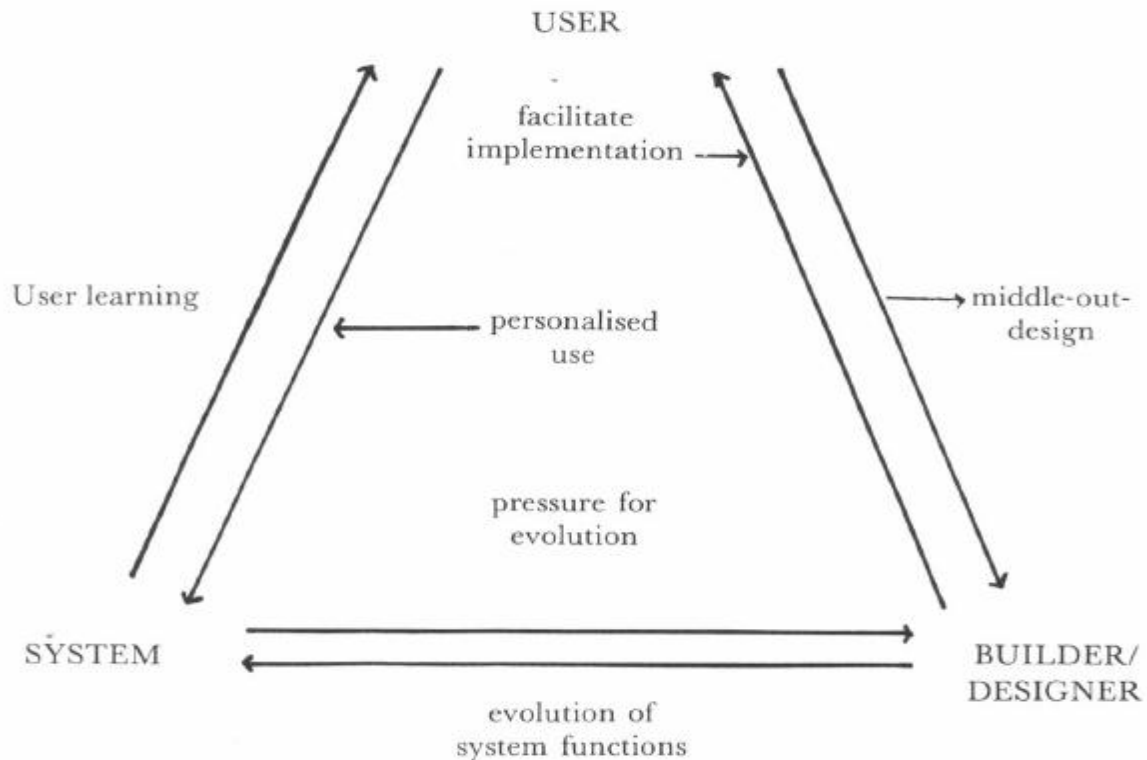 USER
facilitate
implementation
User learning
personalised
use
middle-out-
design
pressure for
evolution
SYSTEM
BUILDER/
DESIGNER
evolution of
system functions